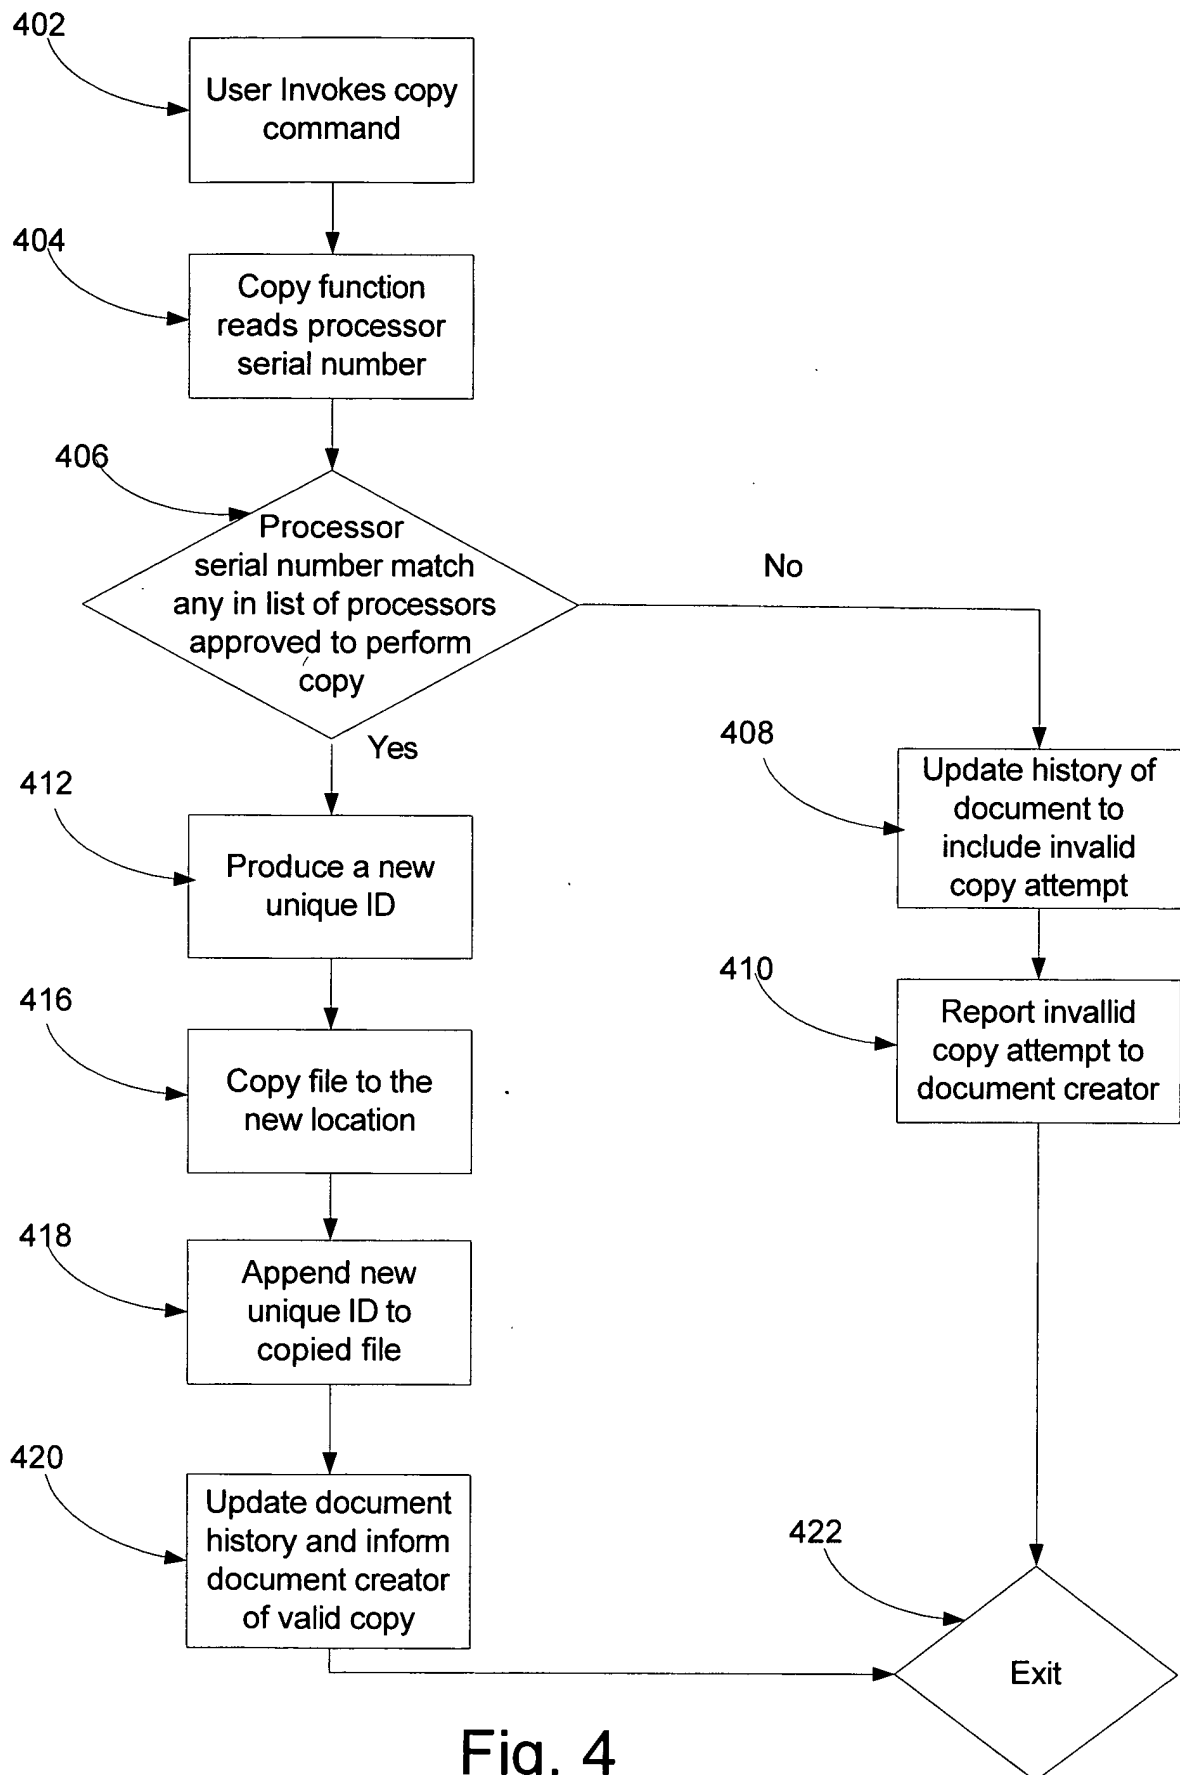 402
User Invokes copy
command
404
Copy function
reads processor
serial number
406
Processor
serial number match
any in list of processors
approved to perform
copy
No
Yes
408
Update history of
document to
include invalid
copy attempt
412
Produce a new
unique ID
410
Report invallid
copy attempt to
document creator
416
Copy file to the
new location
418
Append new
unique ID to
copied file
420
Update document
history and inform
document creator
of valid copy
422
Exit
Fig. 4